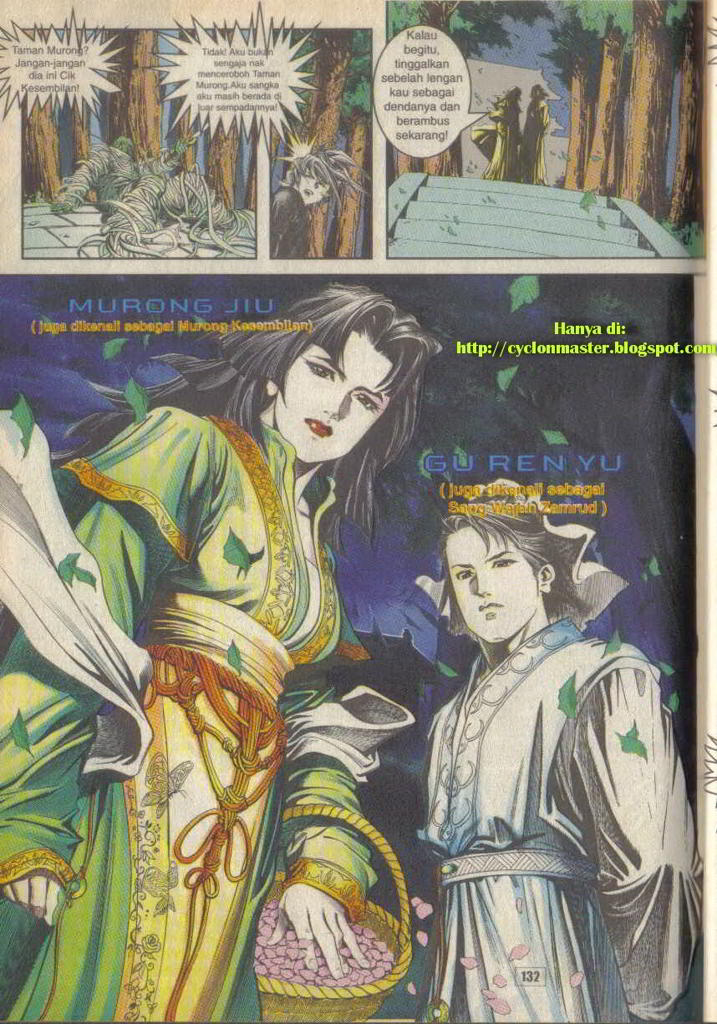 Taman Murong?
Jangan-jangan
dia ini Cik
Kesembilan!
Tidak! Aku bukan
sengaja nak
menceroboh Taman
Murong.Aku sangka
aku masih berada di
luar sempadannya!
Kalau
begitu,
tinggalkan
sebelah lengan
kau sebagai
dendanya dan
berambus
sekarang!
MURONG JIU
( juga dikenali sebagai Murong Kesembilan)
Hanya di:
http://cyclonmaster.blogspot.com
GU REN YU
( juga dikenali sebagai
Sang Wajah Zamrud )
132